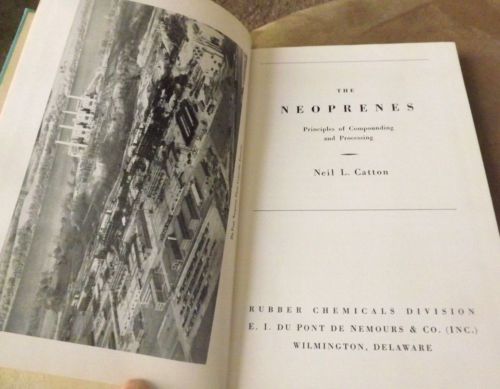 THE
NEOPRENES
Principles of Compounding
and Processing
Neil L. Catton
RUBBER CHEMICALS DIVISION
E. I. DU PONT DE NEMOURS & CO. (INC.)
WILMINGTON, DELAWARE